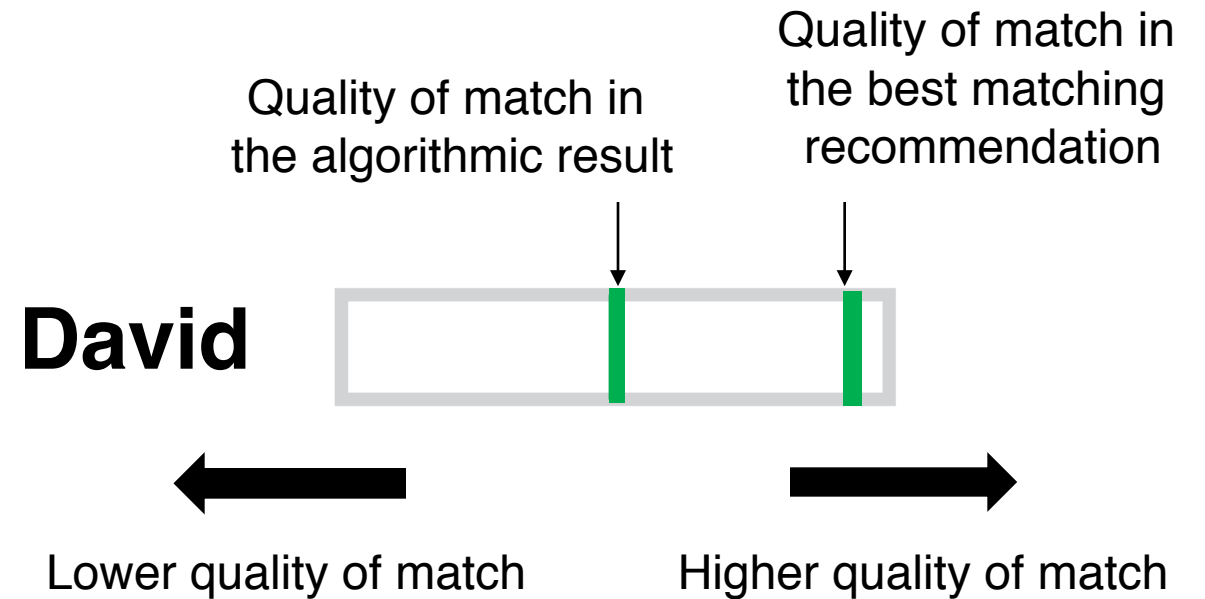 Quality of match in
the algorithmic result
Quality of match in
the best matching
recommendation
David
Lower quality of match
Higher quality of match